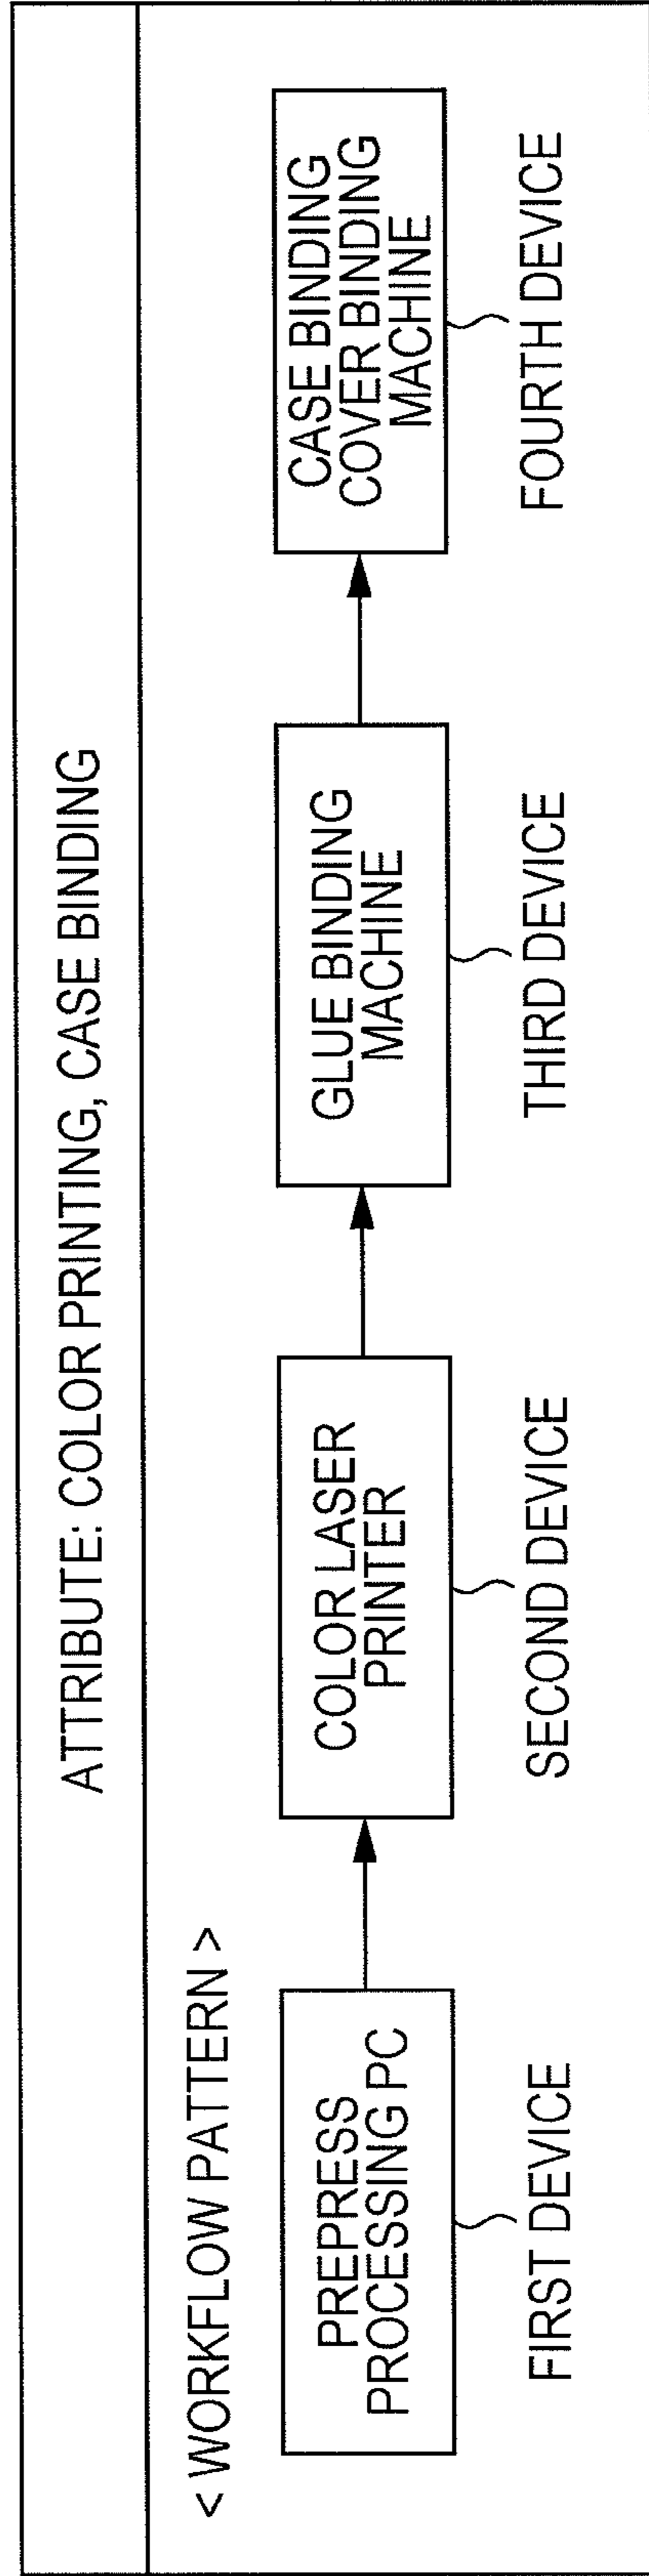 ATTRIBUTE: COLOR PRINTING, CASE BINDING
< WORKFLOW PATTERN >
PREPRESS
PROCESSING PC
FIRST DEVICE
COLOR LASER
PRINTER
SECOND DEVICE
GLUE BINDING
MACHINE
THIRD DEVICE
CASE BINDING
COVER BINDING
MACHINE
FOURTH DEVICE